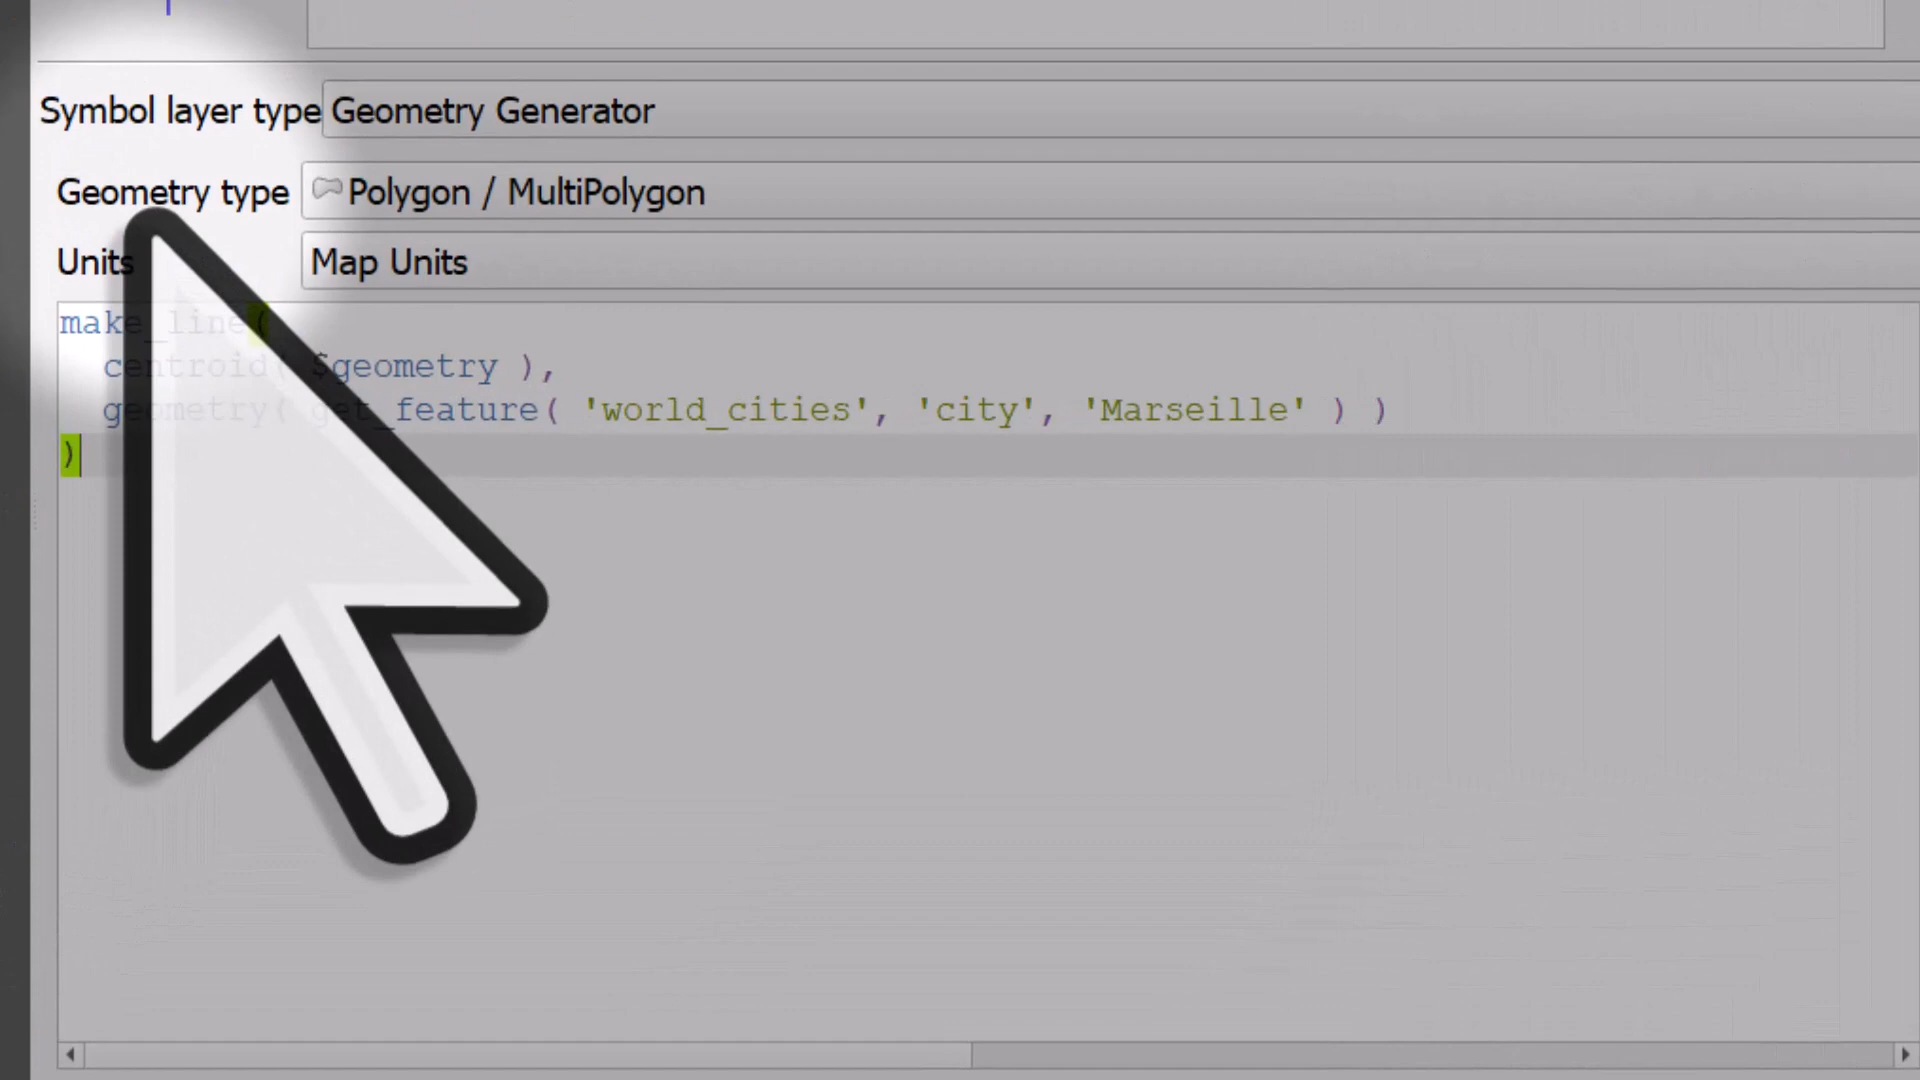 Symbol layer type Geometry Generator
Geometry type Polygon / MultiPolygon
Units Map Units
make_line(
centroid( $geometry ),
geometry( get_feature( 'world_cities', 'city', 'Marseille' ) )
)